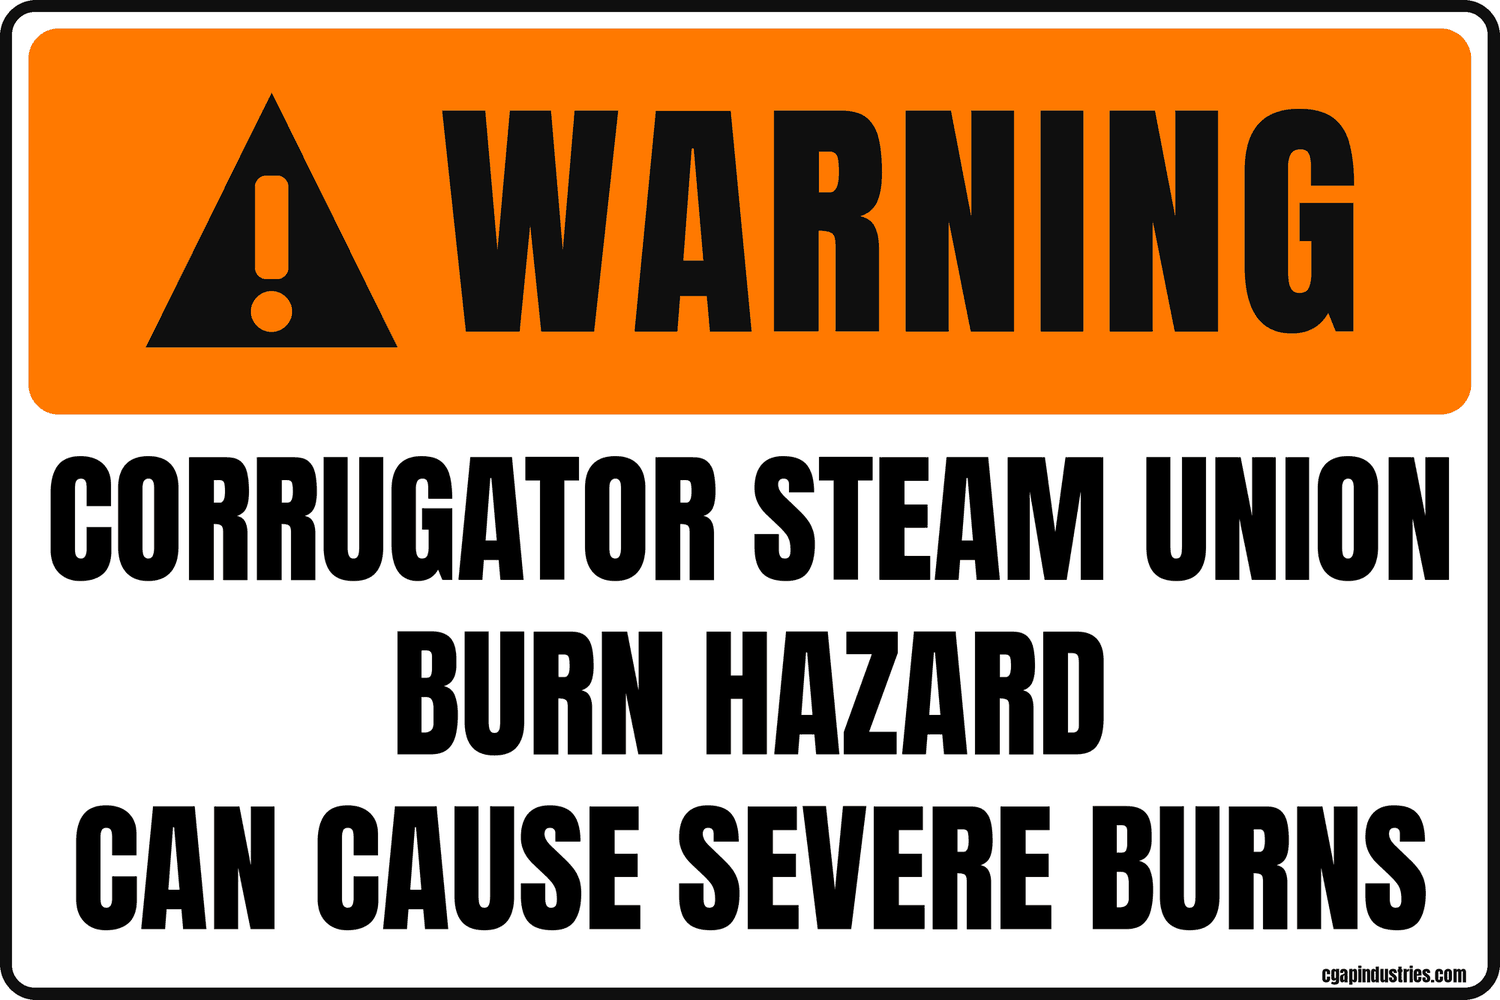 WARNING
CORRUGATOR STEAM UNION
BURN HAZARD
CAN CAUSE SEVERE BURNS
cgapindustries.com